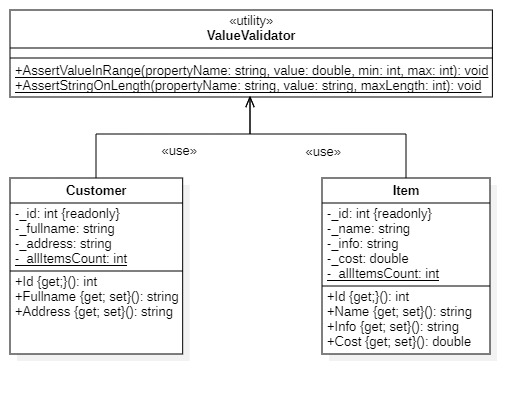 «utility»
ValueValidator
+AssertValueInRange(propertyName: string, value: double, min: int, max: int): void
+AssertStringOnLength(propertyName: string, value: string, maxLength: int): void
«use»
«use»
Customer
-_id: int {readonly}
-_fullname: string
-_address: string
-_allItemsCount: int
+Id {get;}(): int
+Fullname {get; set}(): string
+Address {get; set}(): string
Item
-_id: int {readonly}
-_name: string
-_info: string
-_cost: double
-_allItemsCount: int
+Id {get;}(): int
+Name {get; set}(): string
+Info {get; set}(): string
+Cost {get; set}(): double